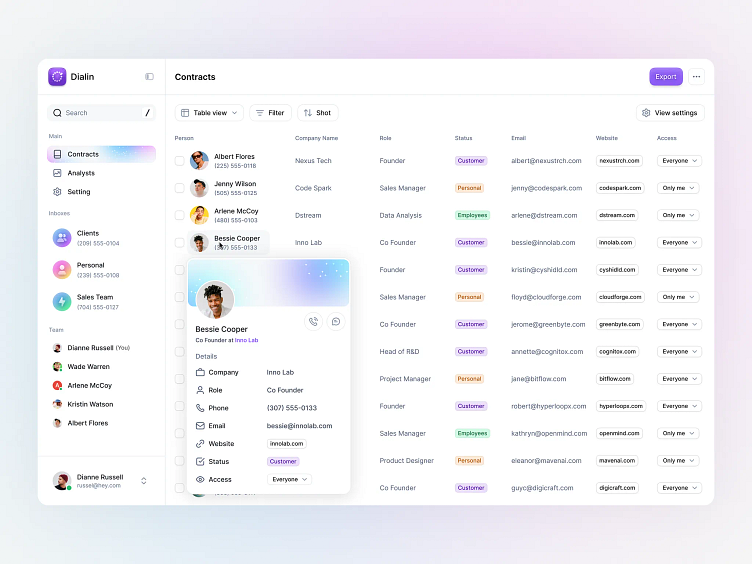 Dialin
Search
/
Main
Contracts
Analysts
Setting
Inboxes
Clients
(209) 555-0104
Personal
(239) 555-0108
Sales Team
(704) 555-0127
Team
Dianne Russell (You)
Wade Warren
Arlene McCoy
Kristin Watson
Albert Flores
Dianne Russell
russel@hey.com
Contracts
Export
Table view
Filter
Shot
View settings
Person Company Name Role Status Email Website Access
Albert Flores
(225) 555-0118
Nexus Tech Founder Customer albert@nexustrch.com nexustrch.com Everyone
Jenny Wilson
(505) 555-0125
Code Spark Sales Manager Personal jenny@codespark.com codespark.com Only me
Arlene McCoy
(480) 555-0103
Dstream Data Analysis Employees arlene@dstream.com dstream.com Only me
Bessie Cooper
555-0133
Inno Lab Co Founder Customer bessie@innolab.com innolab.com Everyone
Founder Customer kristin@cyshidld.com cyshidld.com Everyone
Sales Manager Personal floyd@cloudforge.com cloudforge.com Only me
Co Founder Customer jerome@greenbyte.com greenbyte.com Everyone
Head of R&D Customer annette@cognitox.com cognitox.com Everyone
Project Manager Personal jane@bitflow.com bitflow.com Everyone
Founder Customer robert@hyperloopx.com hyperloopx.com Everyone
Sales Manager Employees kathryn@openmind.com openmind.com Only me
Product Designer Personal eleanor@mavenai.com mavenai.com Only me
Co Founder Customer guyc@digicraft.com digicraft.com Everyone
Bessie Cooper
Co Founder at Inno Lab
Details
Company Inno Lab
Role Co Founder
Phone (307) 555-0133
Email bessie@innolab.com
Website innolab.com
Status Customer
Access Everyone